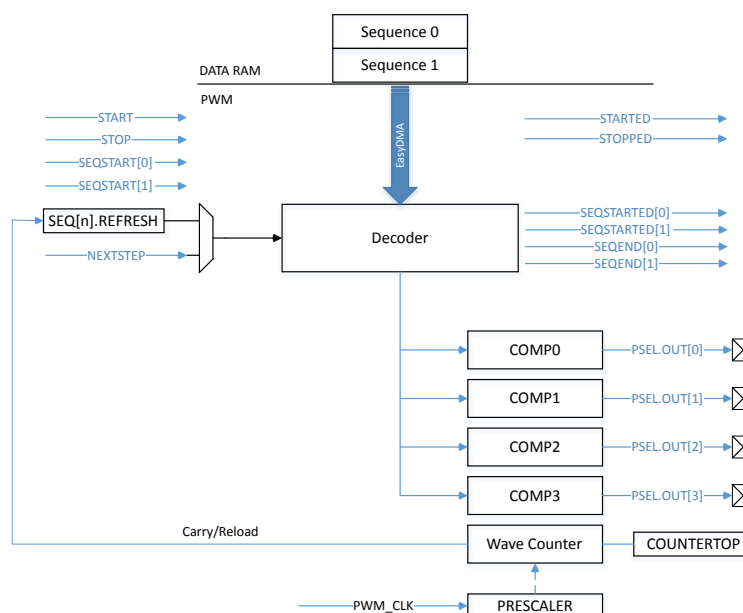 Sequence 0
Sequence 1
DATA RAM
PWM
START
STOP
SEQSTART[0]
SEQSTART[1]
EasyDMA
STARTED
STOPPED
SEQ[n].REFRESH
NEXTSTEP
Decoder
SEQSTARTED[0]
SEQSTARTED[1]
SEQEND[0]
SEQEND[1]
COMP0
PSEL.OUT[0]
COMP1
PSEL.OUT[1]
COMP2
PSEL.OUT[2]
COMP3
PSEL.OUT[3]
Carry/Reload
Wave Counter
COUNTERTOP
PWM_CLK
PRESCALER